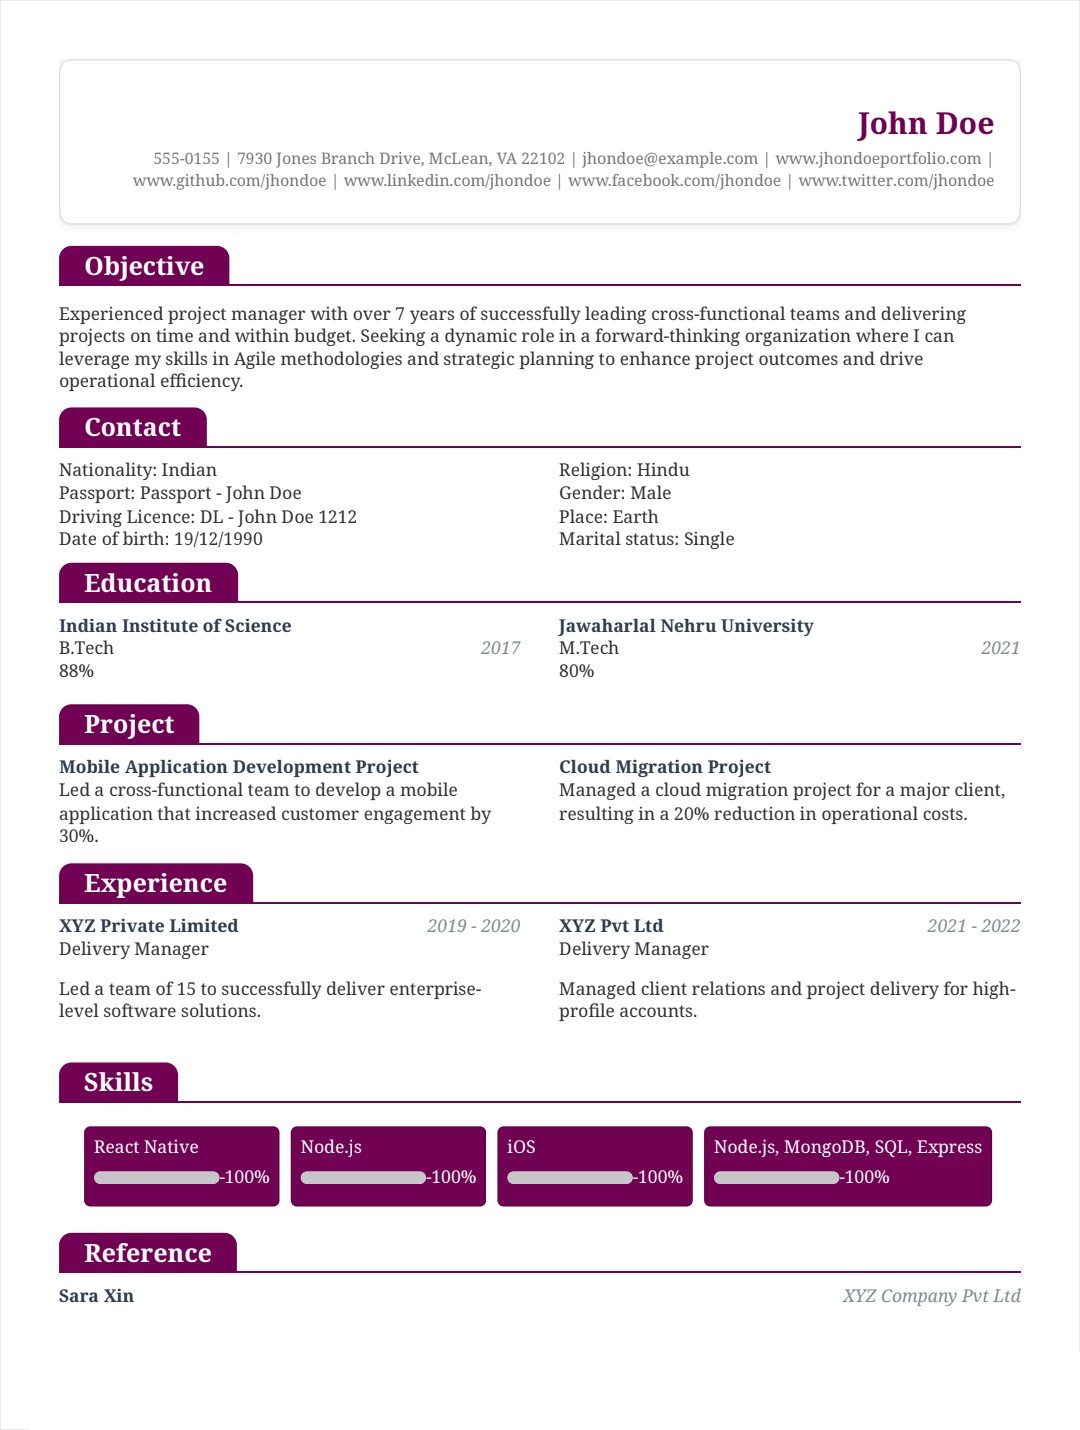 John Doe
555-0155 | 7930 Jones Branch Drive, McLean, VA 22102 | jhondoe@example.com | www.jhondoeportfolio.com |
www.github.com/jhondoe | www.linkedin.com/jhondoe | www.facebook.com/jhondoe | www.twitter.com/jhondoe
Objective
Experienced project manager with over 7 years of successfully leading cross-functional teams and delivering
projects on time and within budget. Seeking a dynamic role in a forward-thinking organization where I can
leverage my skills in Agile methodologies and strategic planning to enhance project outcomes and drive
operational efficiency.
Contact
Nationality: Indian
Passport: Passport - John Doe
Driving Licence: DL - John Doe 1212
Date of birth: 19/12/1990
Religion: Hindu
Gender: Male
Place: Earth
Marital status: Single
Education
Indian Institute of Science
B.Tech 2017
88%
Jawaharlal Nehru University
M.Tech 2021
80%
Project
Mobile Application Development Project
Led a cross-functional team to develop a mobile
application that increased customer engagement by
30%.
Cloud Migration Project
Managed a cloud migration project for a major client,
resulting in a 20% reduction in operational costs.
Experience
XYZ Private Limited 2019 - 2020
Delivery Manager
Led a team of 15 to successfully deliver enterprise-
level software solutions.
XYZ Pvt Ltd 2021 - 2022
Delivery Manager
Managed client relations and project delivery for high-
profile accounts.
Skills
React Native
-100%
Node.js
-100%
iOS
-100%
Node.js, MongoDB, SQL, Express
-100%
Reference
Sara Xin XYZ Company Pvt Ltd